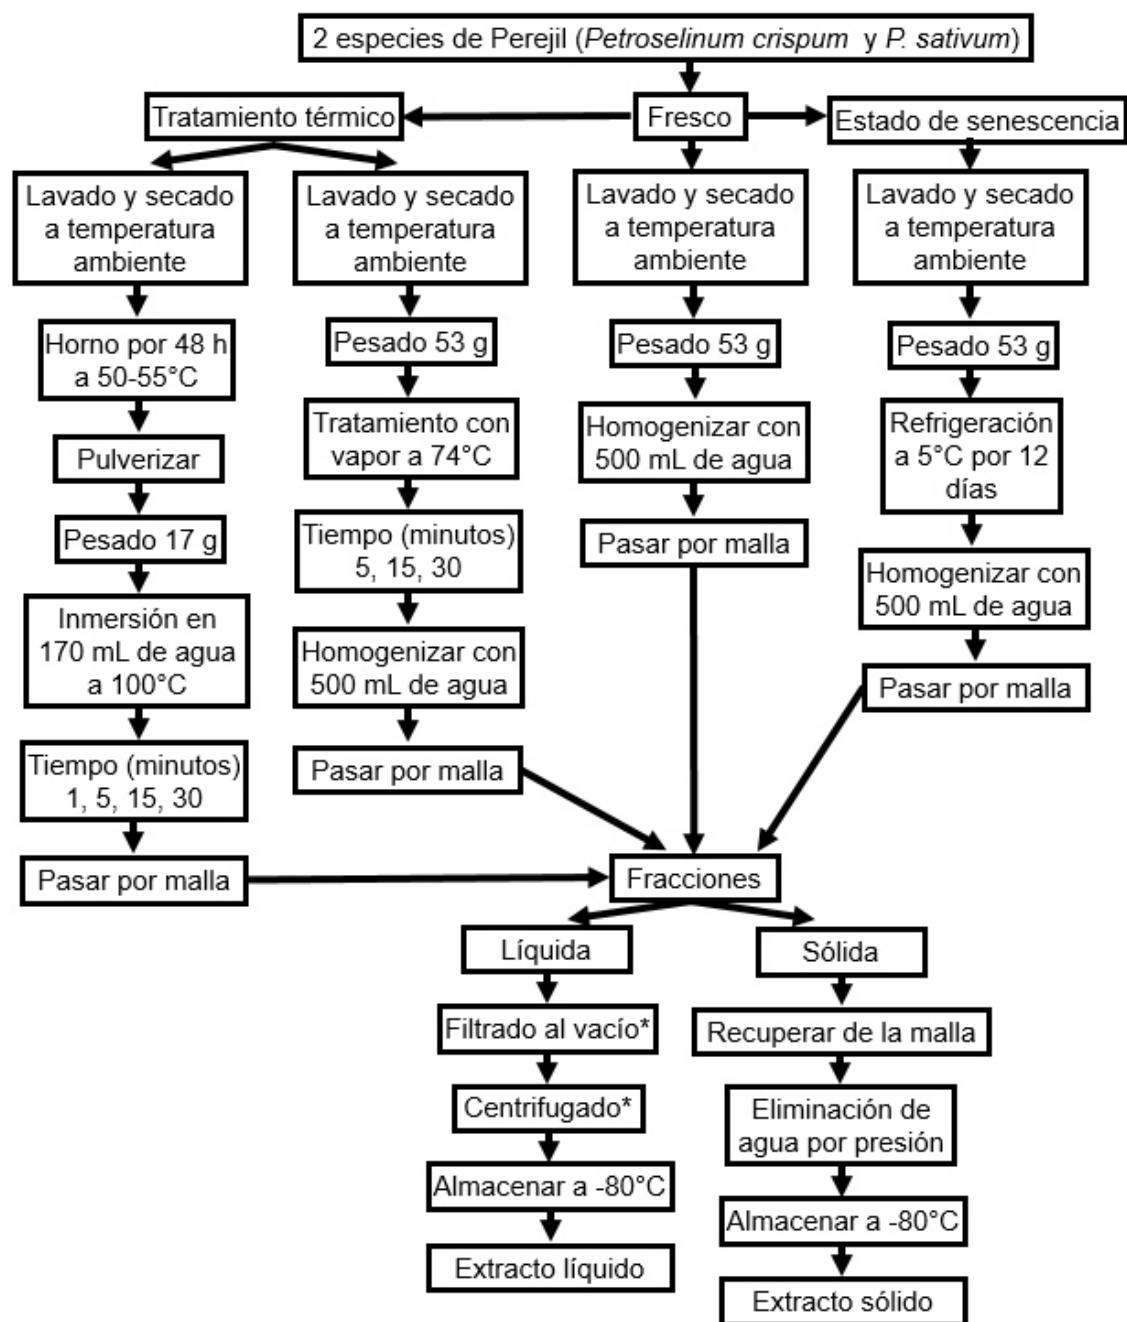 2 especies de Perejil (Petroselinum crispum y P. sativum)
Tratamiento térmico
Fresco
Estado de senescencia
Lavado y secado
a temperatura
ambiente
Horno por 48 h
a 50-55°C
Pulverizar
Pesado 17 g
Inmersión en
170 mL de agua
a 100°C
Tiempo (minutos)
1, 5, 15, 30
Pasar por malla
Lavado y secado
a temperatura
ambiente
Pesado 53 g
Tratamiento con
vapor a 74°C
Tiempo (minutos)
5, 15, 30
Homogenizar con
500 mL de agua
Pasar por malla
Lavado y secado
a temperatura
ambiente
Pesado 53 g
Homogenizar con
500 mL de agua
Pasar por malla
Lavado y secado
a temperatura
ambiente
Pesado 53 g
Refrigeración
a 5°C por 12
días
Homogenizar con
500 mL de agua
Pasar por malla
Fracciones
Líquida
Filtrado al vacío*
Centrifugado*
Almacenar a -80°C
Extracto líquido
Sólida
Recuperar de la malla
Eliminación de
agua por presión
Almacenar a -80°C
Extracto sólido